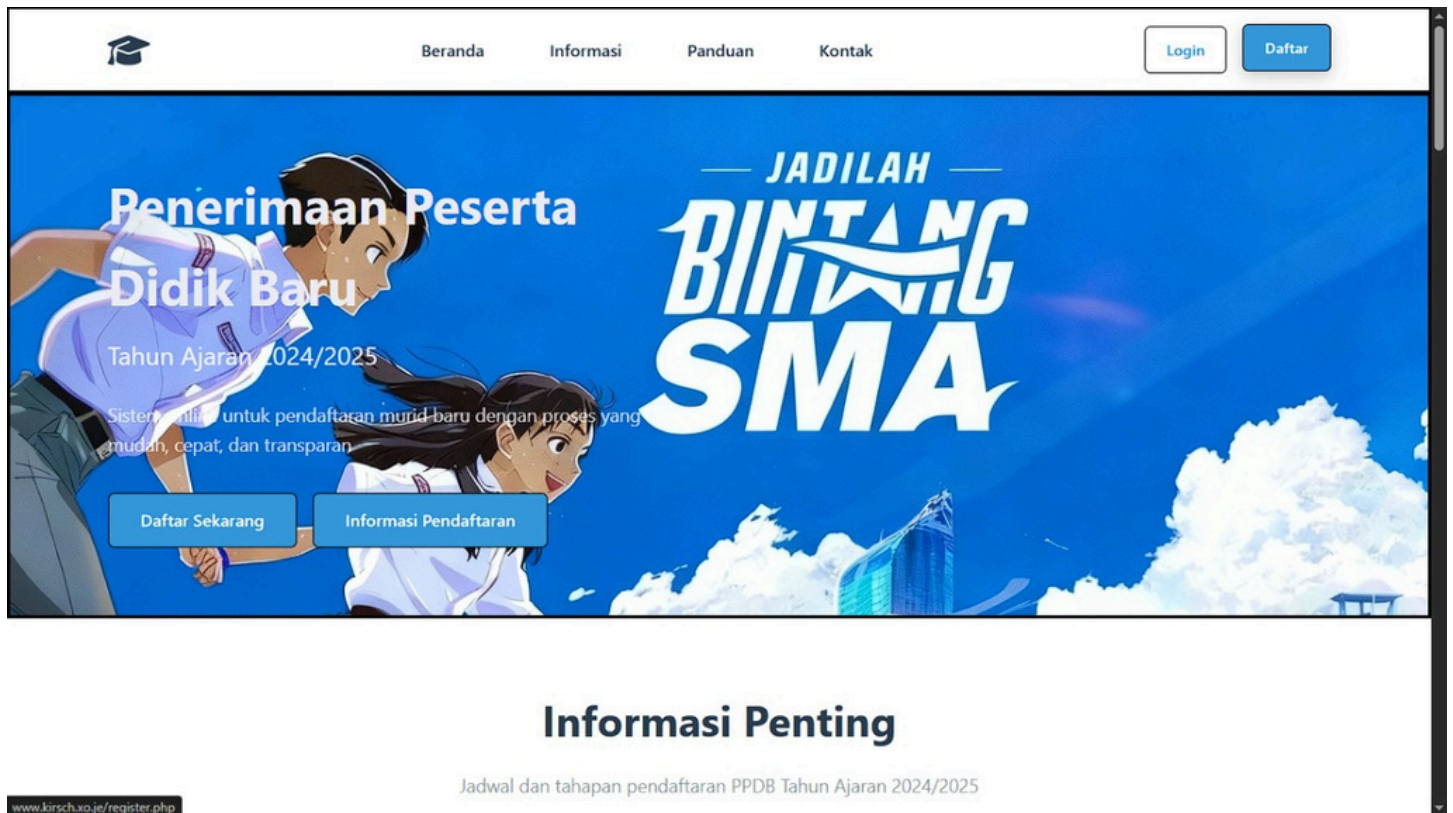 Beranda Informasi Panduan Kontak Login Daftar
JADILAH
BINTANG
SMA
Penerimaan Peserta
Didik Baru
Tahun Ajaran 2024/2025
Sistem online untuk pendaftaran murid baru dengan proses yang
mudah, cepat, dan transparan
Daftar Sekarang Informasi Pendaftaran
Informasi Penting
Jadwal dan tahapan pendaftaran PPDB Tahun Ajaran 2024/2025
www.kirsch.xo.je/register.php